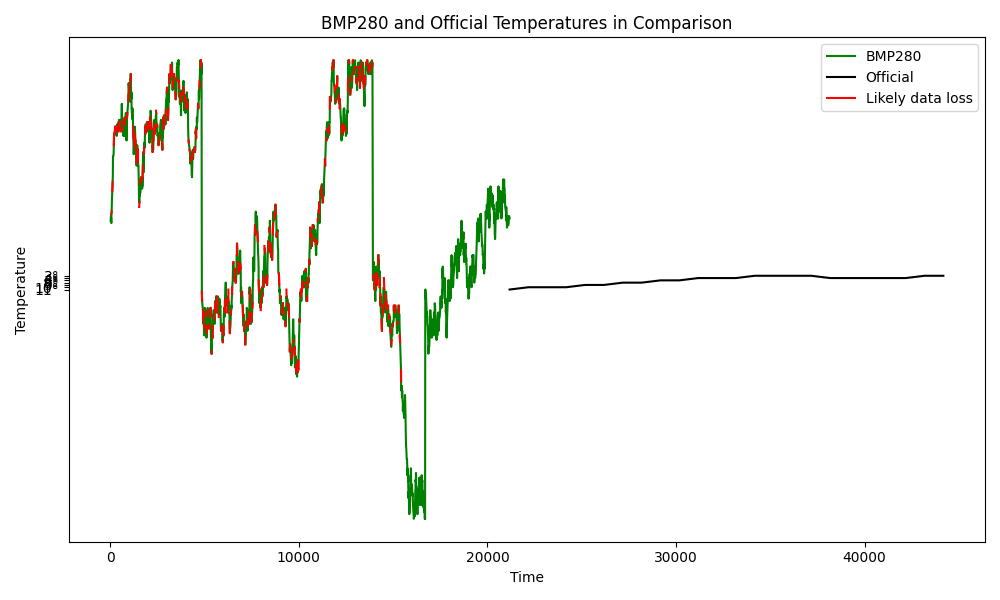 BMP280 and Official Temperatures in Comparison
BMP280
Official
Likely data loss
Temperature
0
10000
20000
30000
40000
Time